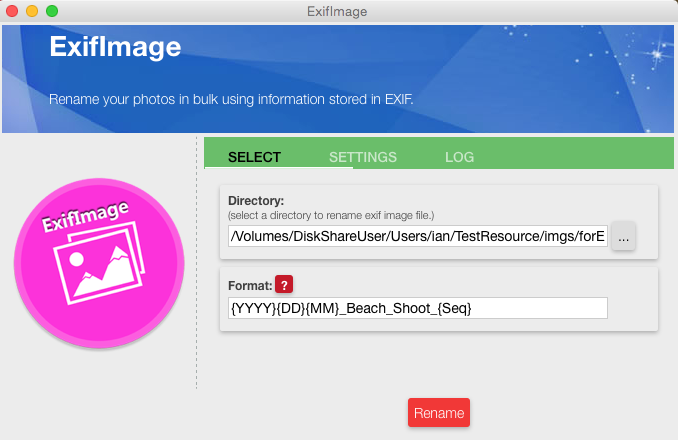 ExifImage
ExifImage
Rename your photos in bulk using information stored in EXIF.
ExifImage
SELECT SETTINGS LOG
Directory:
(select a directory to rename exif image file.)
/Volumes/DiskShareUser/Users/ian/TestResource/imgs/forE
...
Format: ?
{YYYY}{DD}{MM}_Beach_Shoot_{Seq}
Rename